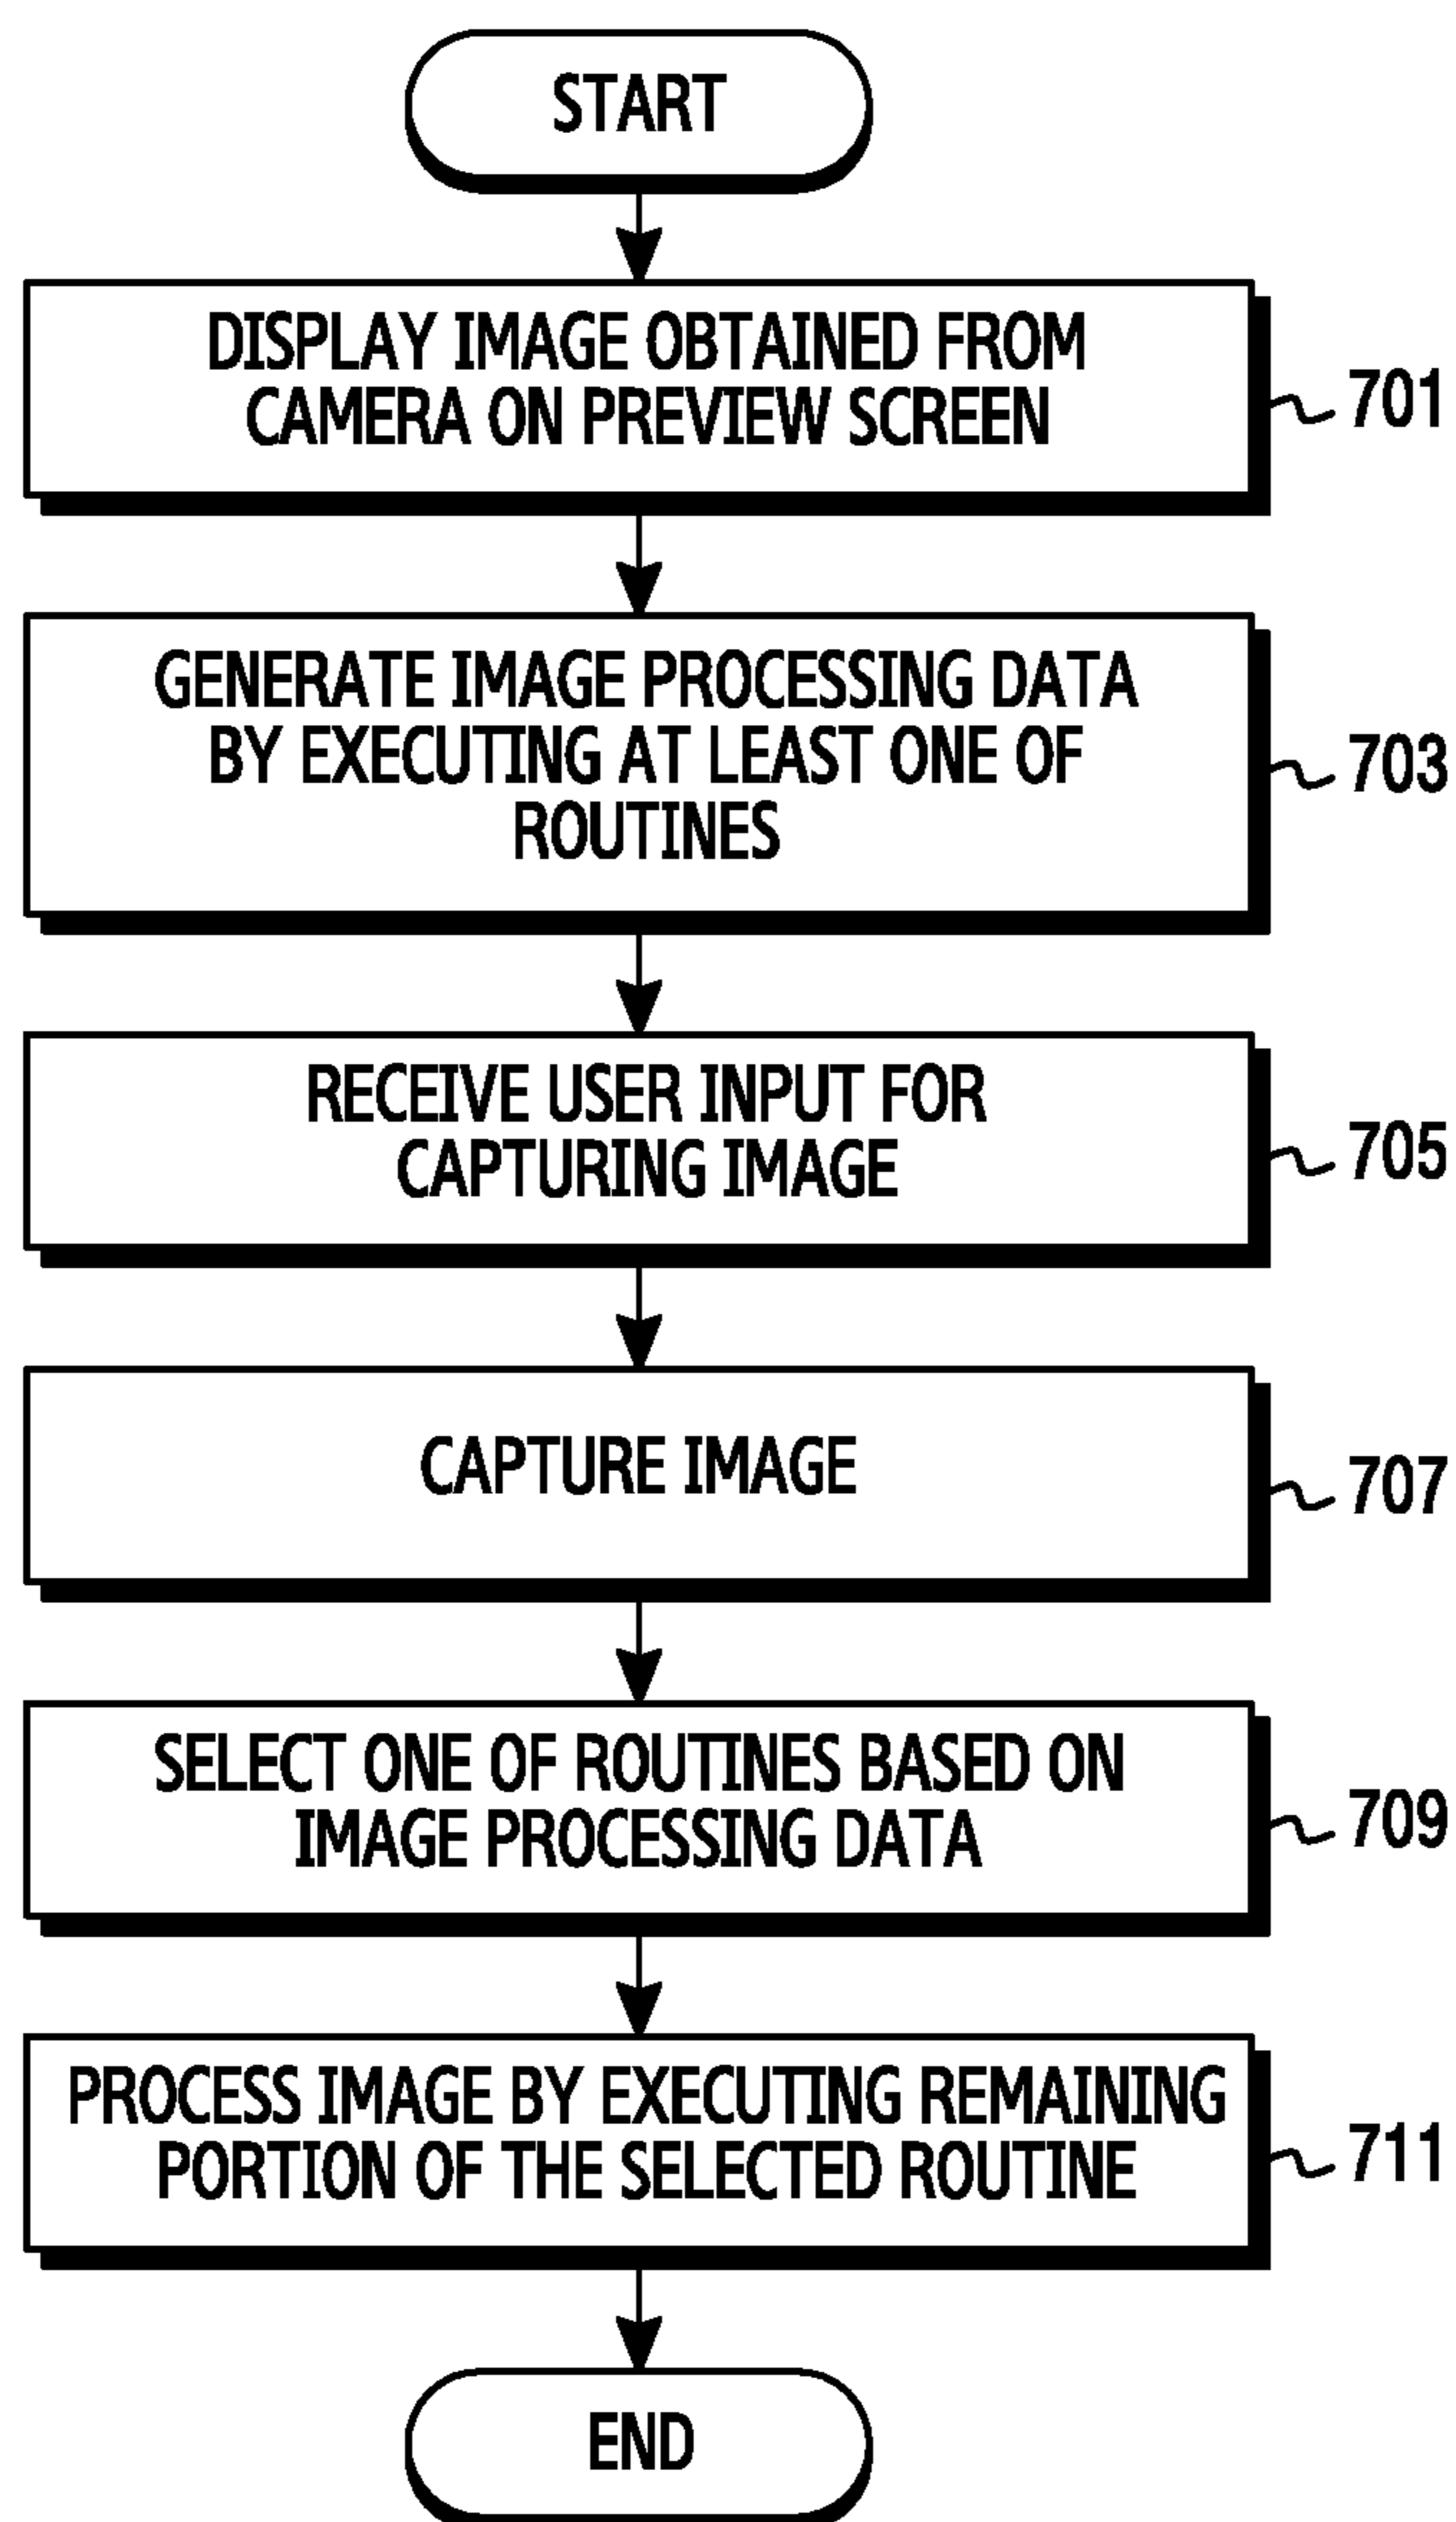 START
DISPLAY IMAGE OBTAINED FROM
CAMERA ON PREVIEW SCREEN
701
GENERATE IMAGE PROCESSING DATA
BY EXECUTING AT LEAST ONE OF
ROUTINES
703
RECEIVE USER INPUT FOR
CAPTURING IMAGE
705
CAPTURE IMAGE
707
SELECT ONE OF ROUTINES BASED ON
IMAGE PROCESSING DATA
709
PROCESS IMAGE BY EXECUTING REMAINING
PORTION OF THE SELECTED ROUTINE
711
END